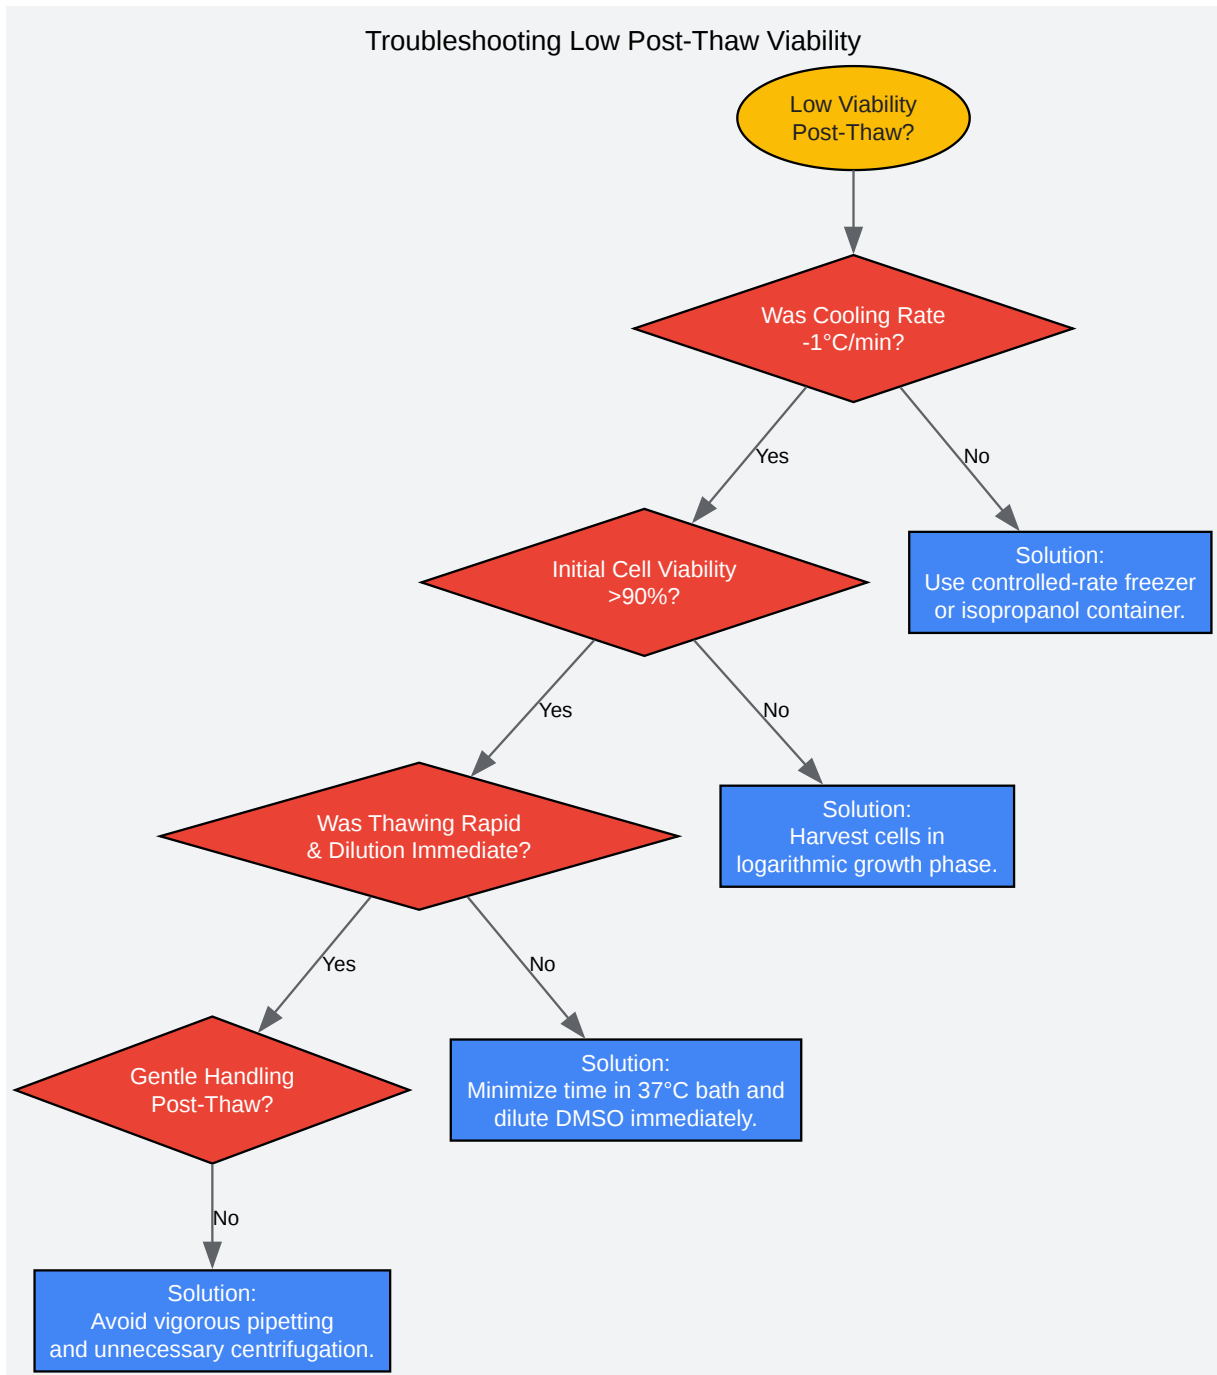 Troubleshooting Low Post-Thaw Viability
Low Viability
Post-Thaw?
Was Cooling Rate
-1°C/min?
Yes
No
Initial Cell Viability
>90%?
Solution:
Use controlled-rate freezer
or isopropanol container.
Yes
No
Was Thawing Rapid
& Dilution Immediate?
Solution:
Harvest cells in
logarithmic growth phase.
Yes
No
Gentle Handling
Post-Thaw?
Solution:
Minimize time in 37°C bath and
dilute DMSO immediately.
No
Solution:
Avoid vigorous pipetting
and unnecessary centrifugation.